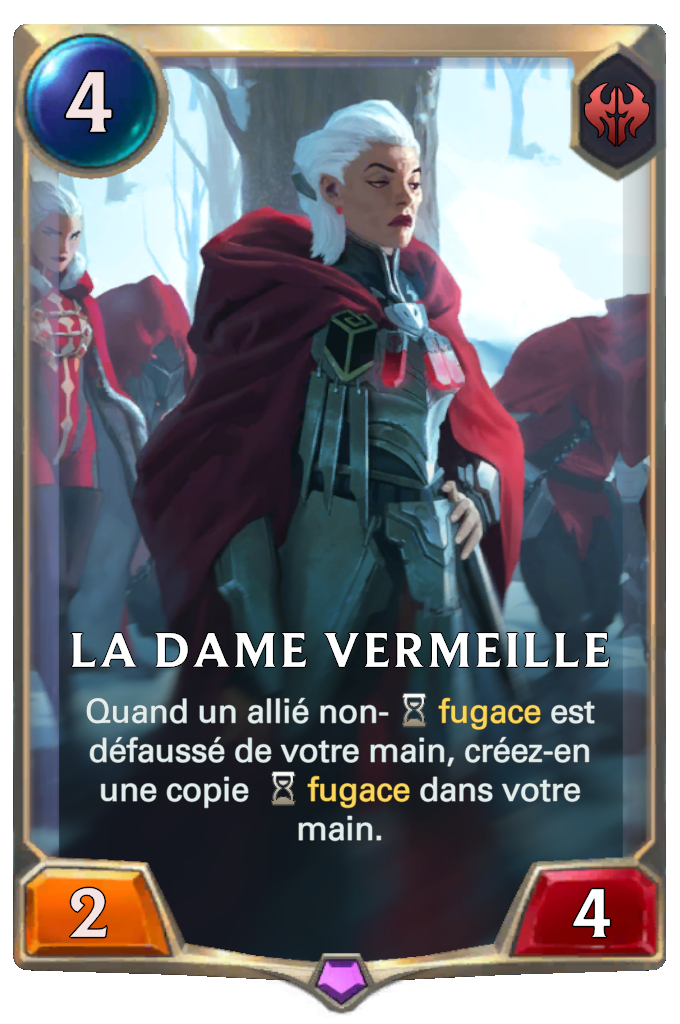 4
LA DAME VERMEILLE
Quand un allié non- fugace est
défaussé de votre main, créez-en
une copie fugace dans votre
main.
2
4